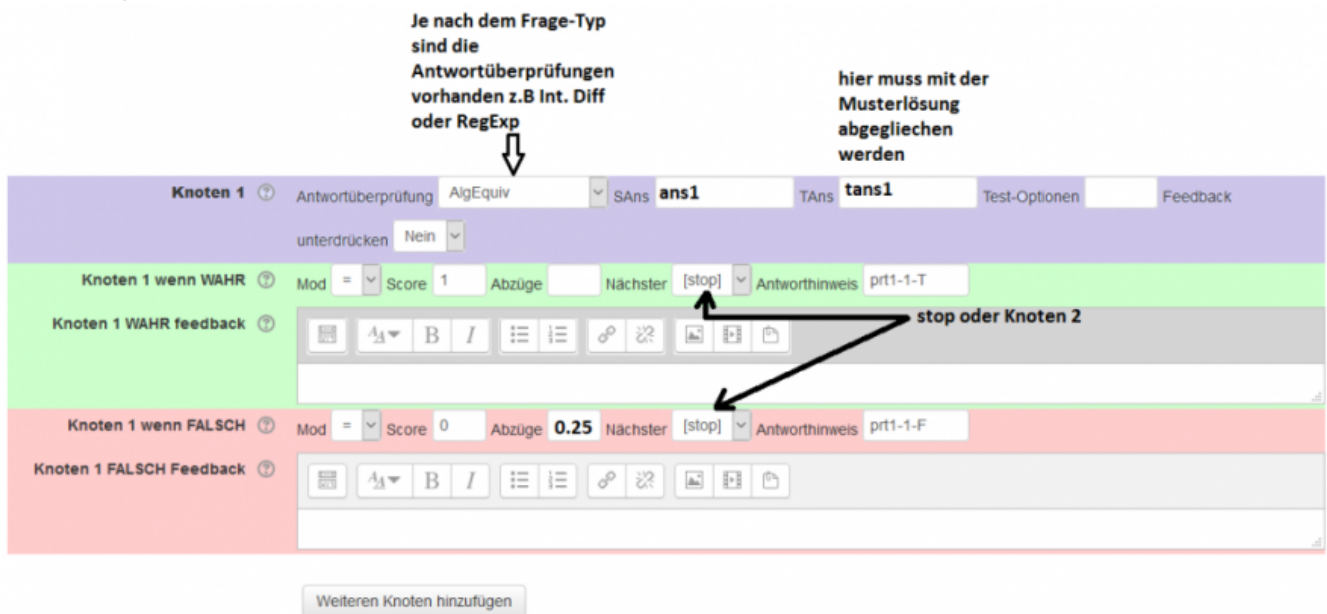 Je nach dem Frage-Typ
sind die
Antwortüberprüfungen
vorhanden z.B Int. Diff
oder RegExp
hier muss mit der
Musterlösung
abgegliechen
werden
Knoten 1 Antwortüberprüfung AlgEquiv SAns ans1 TAns tans1 Test-Optionen Feedback
unterdrücken Nein
Knoten 1 wenn WAHR Mod = Score 1 Abzüge Nächster [stop] Antworthinweis prt1-1-T
Knoten 1 WAHR feedback
stop oder Knoten 2
Knoten 1 wenn FALSCH Mod = Score 0 Abzüge 0.25 Nächster [stop] Antworthinweis prt1-1-F
Knoten 1 FALSCH Feedback
Weiteren Knoten hinzufügen